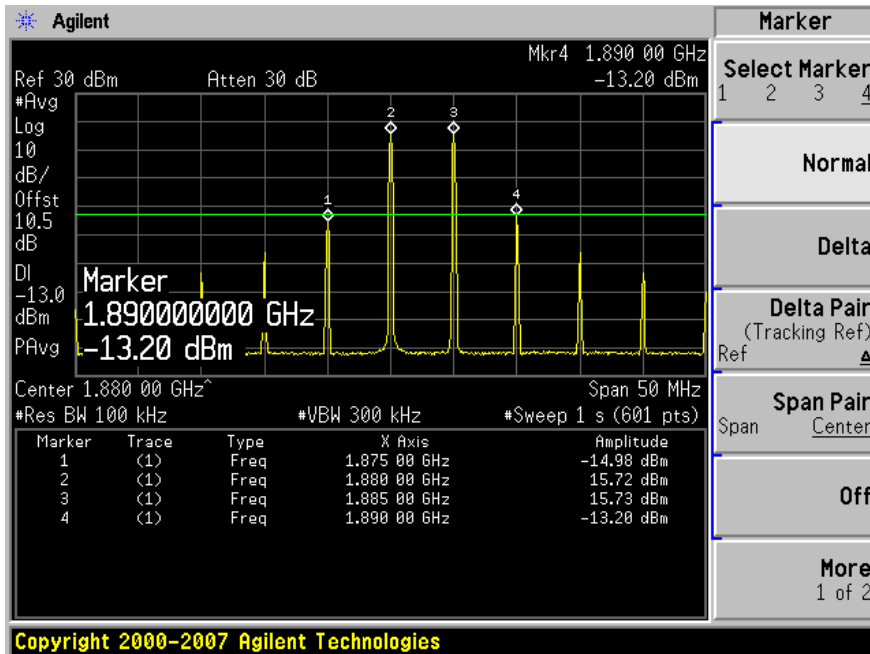 Agilent
Mkr4 1.890 00 GHz
Ref 30 dBm Atten 30 dB -13.20 dBm
#Avg
Log
10
dB/
Offst
10.5
dB
DI
-13.0
dBm
PAvg
1
2
3
4
Marker
1.890000000 GHz
-13.20 dBm
Center 1.880 00 GHz^ Span 50 MHz
#Res BW 100 kHz #VBW 300 kHz #Sweep 1 s (601 pts)
Marker Trace Type X Axis Amplitude
1 (1) Freq 1.875 00 GHz -14.98 dBm
2 (1) Freq 1.880 00 GHz 15.72 dBm
3 (1) Freq 1.885 00 GHz 15.73 dBm
4 (1) Freq 1.890 00 GHz -13.20 dBm
Marker
Select Marker
1 2 3 4
Normal
Delta
Delta Pair
(Tracking Ref)
Ref Δ
Span Pair
Span Center
Off
More
1 of 2
Copyright 2000-2007 Agilent Technologies